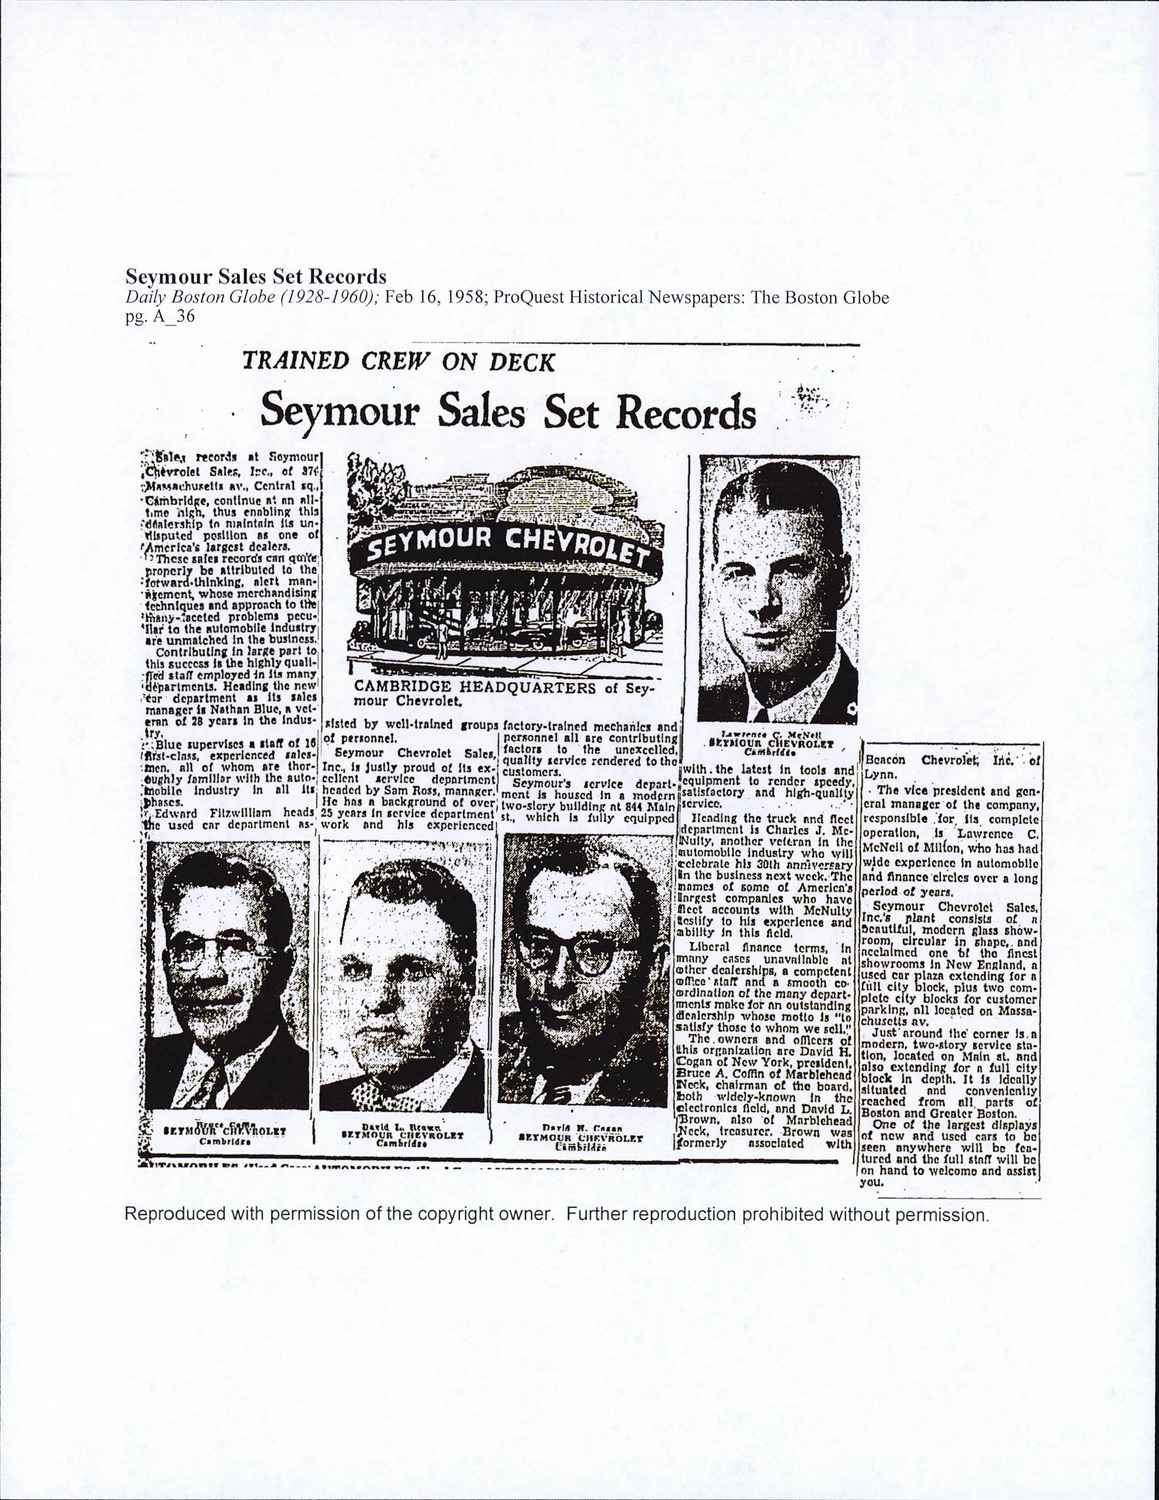 Seymour Sales Set Records
Daily Boston Globe (1928-1960); Feb 16, 1958; ProQuest Historical Newspapers: The Boston Globe
pg. A_36
TRAINED CREW ON DECK
Seymour Sales Set Records
Sales records at Seymour
Chevrolet Sales, Inc., of
Massachusetts av., Central sq.,
Cambridge, continue at an all-
time high, thus enabling this
dealership to maintain its un-
disputed position as one of
America's largest dealers.
These sales records can quite
properly be attributed to the
forward-thinking, alert man-
agement, whose merchandising
techniques and approach to the
many-faceted problems pecu-
liar to the automobile industry
are unmatched in the business.
Contributing in large part to
this success is the highly quali-
fied staff employed in its many
departments. Heading the new
car department as its sales
manager is Nathan Blue, a vet-
eran of 28 years in the indus-
try.
Blue supervises a staff of 16
first-class, experienced sales-
men, all of whom are thor-
oughly familiar with the auto-
mobile industry in all its
phases.
Edward Fitzwilliam heads
the used car department as-
SEYMOUR CHEVROLET
CAMBRIDGE HEADQUARTERS of Sey-
mour Chevrolet.
sisted by well-trained groups
of personnel.
Seymour Chevrolet Sales,
Inc., is justly proud of its ex-
cellent service department
headed by Sam Ross, manager.
He has a background of over
25 years in service department
work and his experienced
factory-trained mechanics and
personnel all are contributing
factors to the unexcelled,
quality service rendered to the
customers.
Seymour's service depart-
ment is housed in a modern
two-story building at 844 Main
st., which is fully equipped
Lawrence C. McNeil
SEYMOUR CHEVROLET
Cambridge
with the latest in tools and
equipment to render speedy,
satisfactory and high-quality
service.
Heading the truck and fleet
department is Charles J. Mc-
Nulty, another veteran in the
automobile industry who will
celebrate his 30th anniversary
in the business next week. The
names of some of America's
largest companies who have
fleet accounts with McNulty
testify to his experience and
ability in this field.
Liberal finance terms, in
many cases unavailable at
other dealerships, a competent
office staff and a smooth co-
ordination of the many depart-
ments make for an outstanding
dealership whose motto is "to
satisfy those to whom we sell."
The owners and officers of
this organization are David H.
Cogan of New York, president,
Bruce A. Coffin of Marblehead
Neck, chairman of the board,
both widely-known in the
electronics field, and David L.
Brown, also of Marblehead
Neck, treasurer. Brown was
formerly associated with
Beacon Chevrolet, Inc. of
Lynn.
The vice president and gen-
eral manager of the company,
responsible for its complete
operation, is Lawrence C.
McNeil of Milton, who has had
wide experience in automobile
and finance circles over a long
period of years.
Seymour Chevrolet Sales,
Inc.'s plant consists of a
beautiful, modern glass show-
room, circular in shape, and
acclaimed one of the finest
showrooms in New England, a
used car plaza extending for a
full city block, plus two com-
plete city blocks for customer
parking, all located on Massa-
chusetts av.
Just around the corner is a
modern, two-story service sta-
tion, located on Main st. and
also extending for a full city
block in depth. It is ideally
situated and conveniently
reached from all parts of
Boston and Greater Boston.
One of the largest displays
of new and used cars to be
seen anywhere will be fea-
tured and the full staff will be
on hand to welcome and assist
you.
Bruce Coffin
SEYMOUR CHEVROLET
Cambridge
David L. Brown
SEYMOUR CHEVROLET
Cambridge
David H. Cogan
SEYMOUR CHEVROLET
Cambridge
Reproduced with permission of the copyright owner. Further reproduction prohibited without permission.